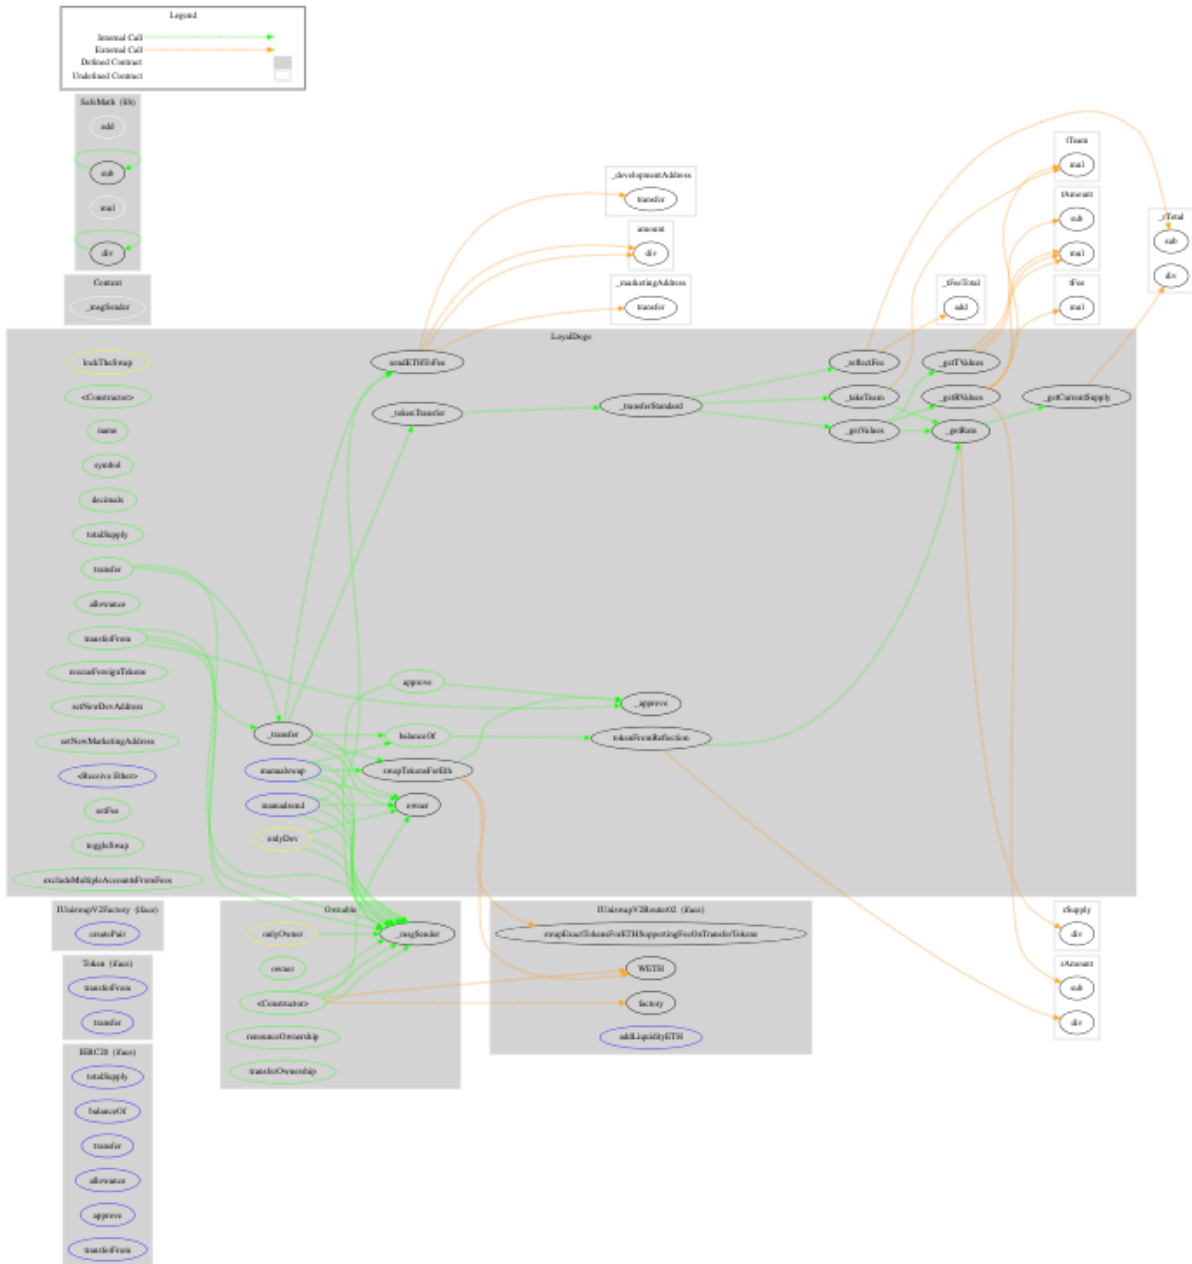 Legend
Internal Call
External Call
Defined Contract
Undefined Contract
SafeMath (lib)
add
sub
mul
div
Context
_msgSender
_developmentAddress
transfer
amount
div
_marketingAddress
transfer
tTeam
mul
tAmount
sub
mul
_tFeeTotal
add
tFee
mul
_rTotal
sub
div
LoyalDoge
lockTheSwap
<Constructor>
name
symbol
decimals
totalSupply
transfer
allowance
transferFrom
rescueForeignTokens
setNewDevAddress
setNewMarketingAddress
<Receive Ether>
setFee
toggleSwap
excludeMultipleAccountsFromFees
_transfer
manualswap
manualsend
onlyDev
sendETHToFee
_tokenTransfer
approve
balanceOf
swapTokensForEth
owner
_transferStandard
_approve
tokenFromReflection
_reflectFee
_takeTeam
_getValues
_getTValues
_getRValues
_getRate
_getCurrentSupply
IUniswapV2Factory (iface)
createPair
Token (iface)
transferFrom
transfer
IERC20 (iface)
totalSupply
balanceOf
transfer
allowance
approve
transferFrom
Ownable
onlyOwner
owner
<Constructor>
renounceOwnership
transferOwnership
_msgSender
IUniswapV2Router02 (iface)
swapExactTokensForETHSupportingFeeOnTransferTokens
WETH
factory
addLiquidityETH
rSupply
div
rAmount
sub
div